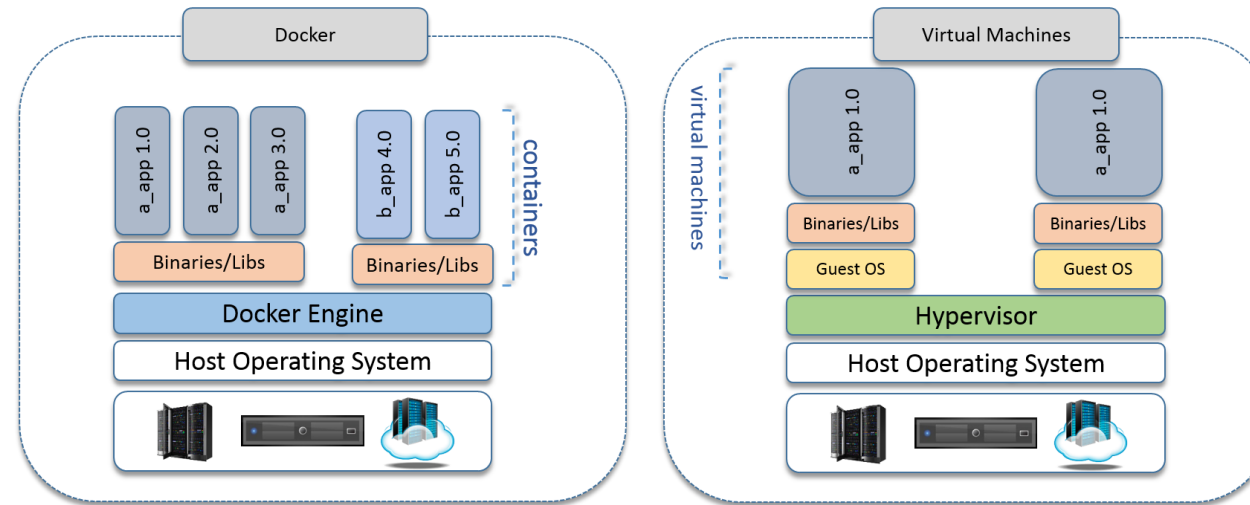 Docker
a_app 1.0
a_app 2.0
a_app 3.0
b_app 4.0
b_app 5.0
containers
Binaries/Libs
Binaries/Libs
Docker Engine
Host Operating System
Virtual Machines
virtual machines
a_app 1.0
a_app 1.0
Binaries/Libs
Binaries/Libs
Guest OS
Guest OS
Hypervisor
Host Operating System